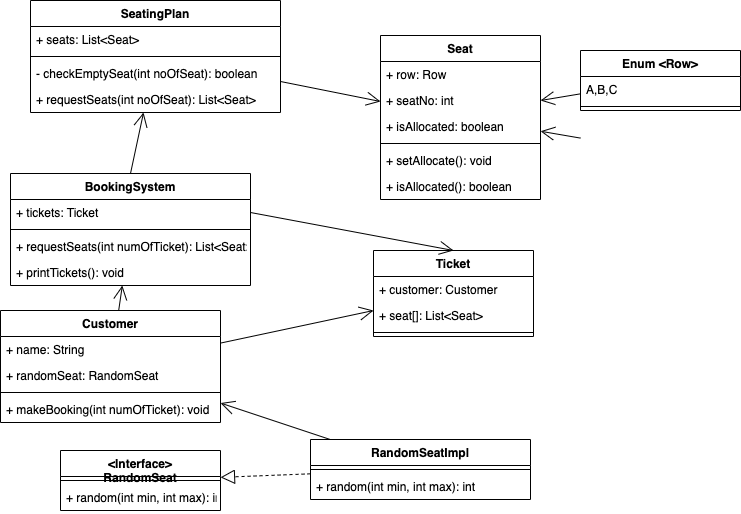 SeatingPlan
+ seats: List<Seat>
- checkEmptySeat(int noOfSeat): boolean
+ requestSeats(int noOfSeat): List<Seat>
Seat
+ row: Row
+ seatNo: int
+ isAllocated: boolean
+ setAllocate(): void
+ isAllocated(): boolean
Enum <Row>
A,B,C
BookingSystem
+ tickets: Ticket
+ requestSeats(int numOfTicket): List<Seat
+ printTickets(): void
Ticket
+ customer: Customer
+ seat[]: List<Seat>
Customer
+ name: String
+ randomSeat: RandomSeat
+ makeBooking(int numOfTicket): void
<Interface>
RandomSeat
+ random(int min, int max): i
RandomSeatImpl
+ random(int min, int max): int